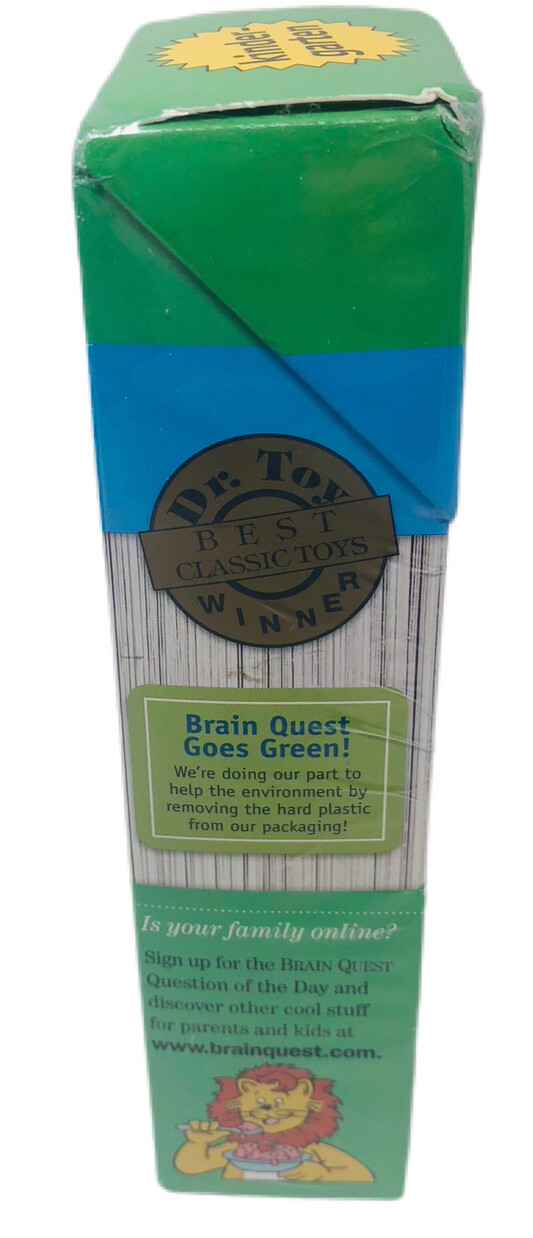 kinder-
garten
Dr. Toy
BEST
CLASSIC TOYS
WINNER
Brain Quest
Goes Green!
We're doing our part to
help the environment by
removing the hard plastic
from our packaging!
Is your family online?
Sign up for the BRAIN QUEST
Question of the Day and
discover other cool stuff
for parents and kids at
www.brainquest.com.